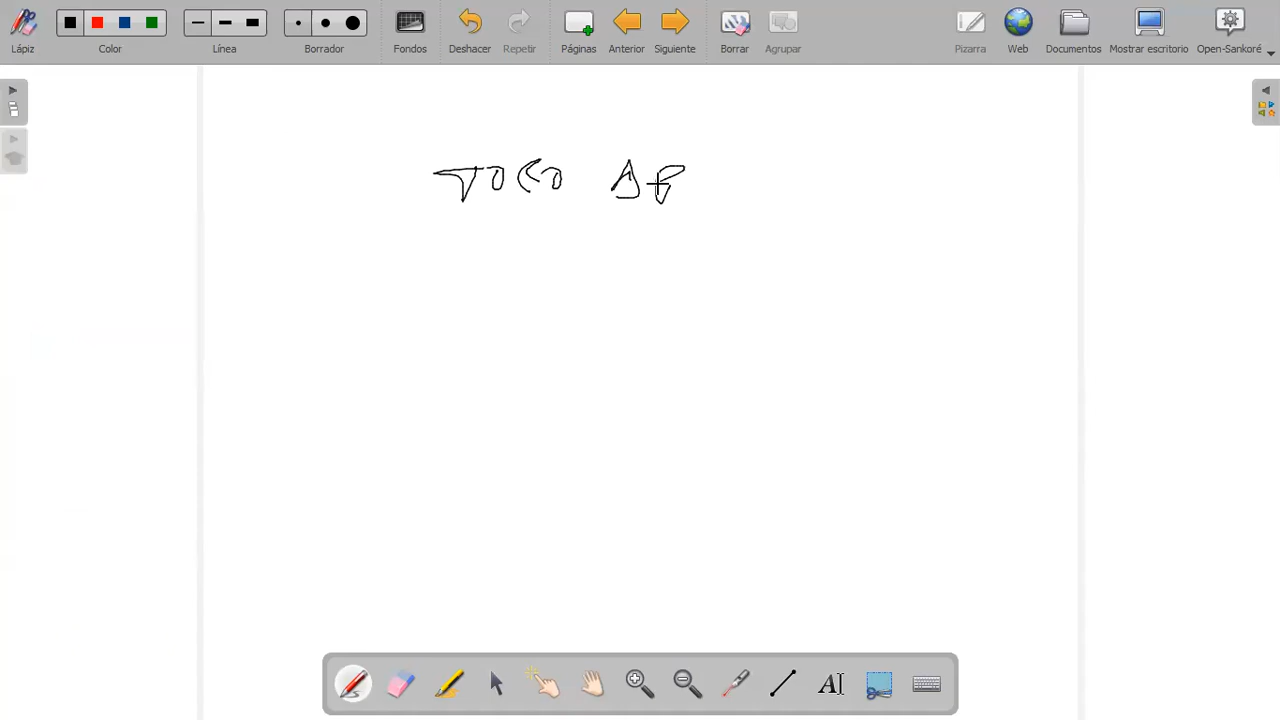 Lápiz Color Línea Borrador Fondos Deshacer Repetir Páginas Anterior Siguiente Borrar Agrupar Pizarra Web Documentos Mostrar escritorio Open-Sankoré